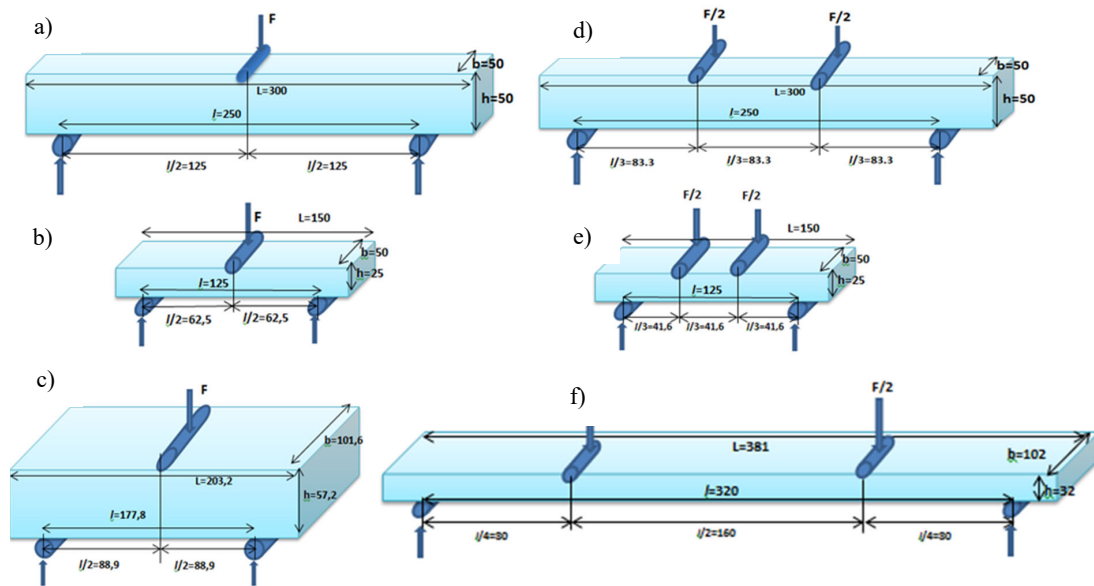 a)
F
b=50
L=300
h=50
l=250
l/2=125
l/2=125
d)
F/2
F/2
b=50
L=300
h=50
l=250
l/3=83.3
l/3=83.3
l/3=83.3
b)
F
L=150
b=50
h=25
l=125
l/2=62,5
l/2=62,5
e)
F/2
F/2
L=150
b=50
h=25
l=125
l/3=41,6
l/3=41,6
l/3=41,6
c)
F
b=101,6
L=203,2
h=57,2
l=177,8
l/2=88,9
l/2=88,9
f)
F/2
L=381
b=102
l=320
h=32
l/4=80
l/2=160
l/4=80